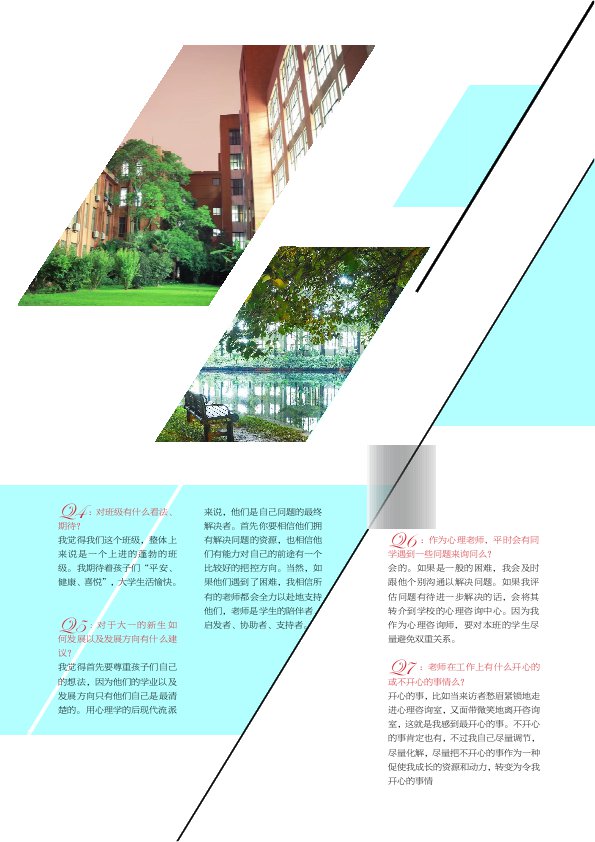 Q4：对班级有什么看法、
期待？
我觉得我们这个班级，整体上
来说是一个上进的蓬勃的班
级。我期待着孩子们“平安、
健康、喜悦”，大学生活愉快。
Q5：对于大一的新生如
何发展以及发展方向有什么建
议？
我觉得首先要尊重孩子们自己
的想法，因为他们的学业以及
发展方向只有他们自己是最清
楚的。用心理学的后现代流派
来说，他们是自己问题的最终
解决者。首先你要相信他们拥
有解决问题的资源，也相信他
们有能力对自己的前途有一个
比较好的把控方向。当然，如
果他们遇到了困难，我相信所
有的老师都会全力以赴地支持
他们，老师是学生的陪伴者、
启发者、协助者、支持者。
Q6：作为心理老师，平时会有同
学遇到一些问题来询问么？
会的。如果是一般的困难，我会及时
跟他个别沟通以解决问题。如果我评
估问题有待进一步解决的话，会将其
转介到学校的心理咨询中心。因为我
作为心理咨询师，要对本班的学生尽
量避免双重关系。
Q7：老师在工作上有什么开心的
或不开心的事情么？
开心的事，比如当来访者愁眉紧锁地走
进心理咨询室，又面带微笑地离开咨询
室，这就是我感到最开心的事。不开心
的事肯定也有，不过我自己尽量调节，
尽量化解，尽量把不开心的事作为一种
促使我成长的资源和动力，转变为令我
开心的事情